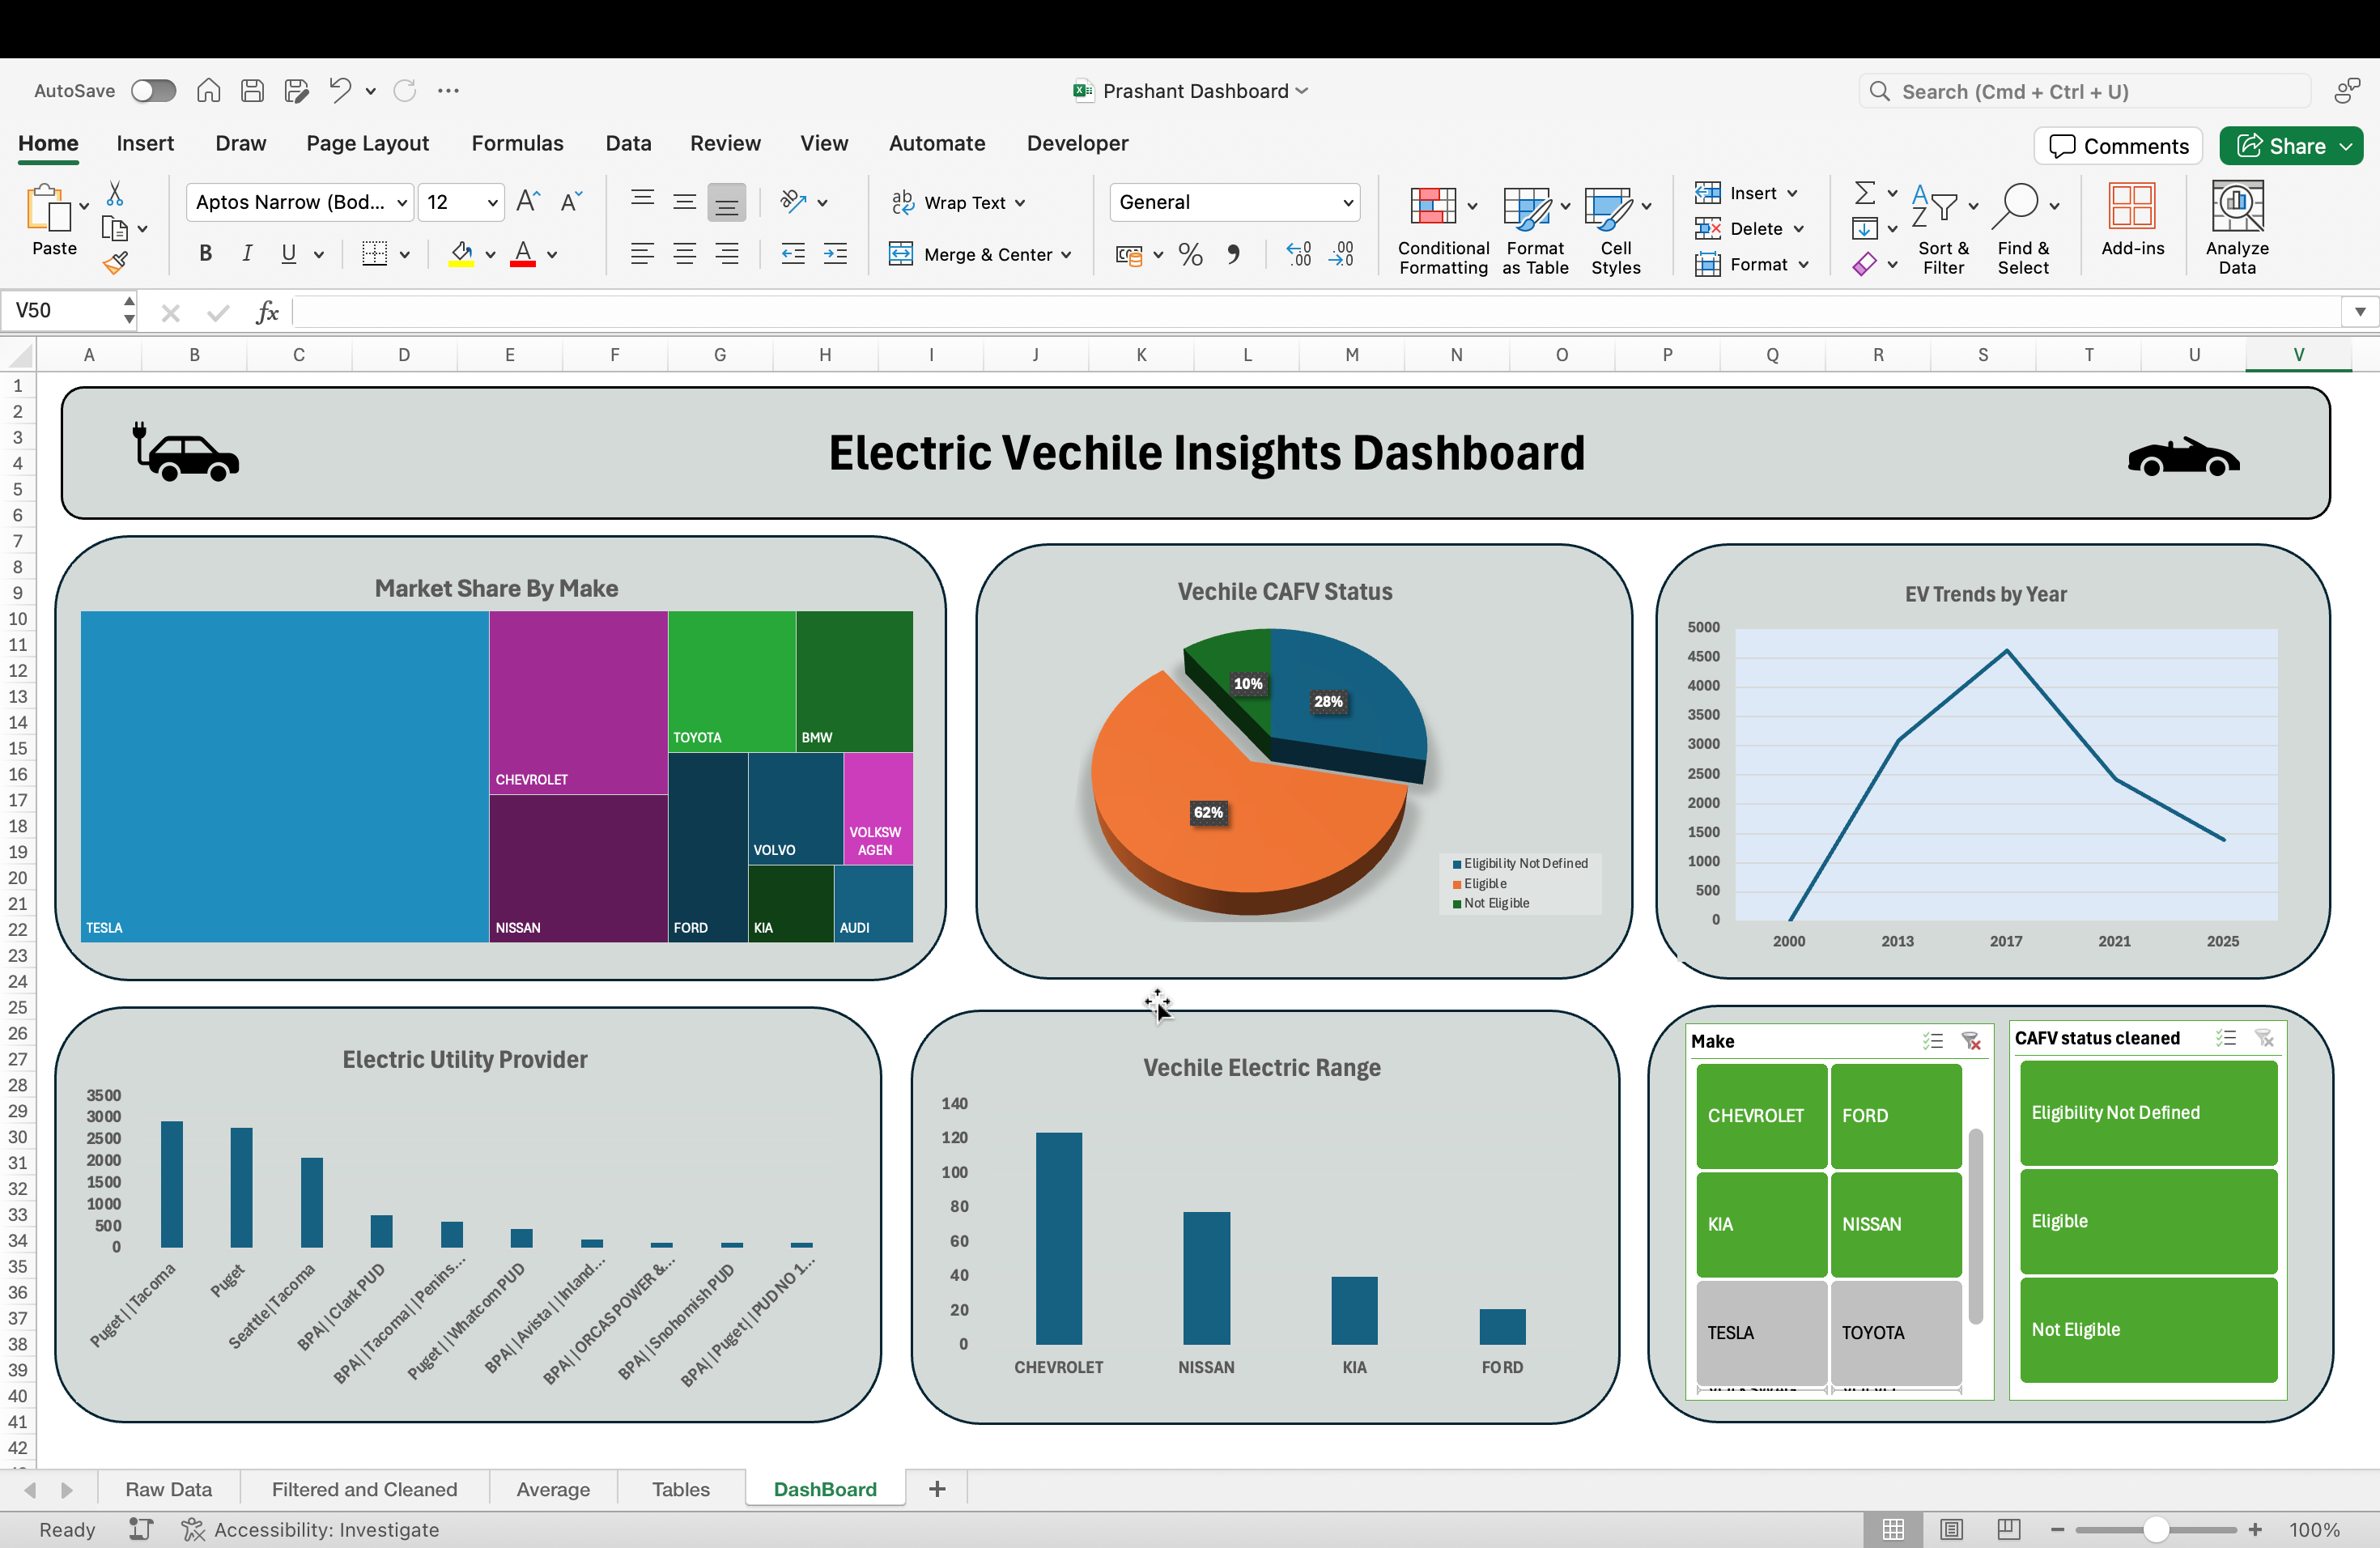 AutoSave
Prashant Dashboard
Search (Cmd + Ctrl + U)
Home Insert Draw Page Layout Formulas Data Review View Automate Developer
Comments Share
Paste
Aptos Narrow (Bod... 12
B I U
Wrap Text
Merge & Center
General
Conditional Formatting
Format as Table
Cell Styles
Insert
Delete
Format
Sort & Filter
Find & Select
Add-ins
Analyze Data
V50
fx
A B C D E F G H I J K L M N O P Q R S T U V
1
2
3
4
5
6
7
8
9
10
11
12
13
14
15
16
17
18
19
20
21
22
23
24
25
26
27
28
29
30
31
32
33
34
35
36
37
38
39
40
41
42
Electric Vechile Insights Dashboard
Market Share By Make
TESLA
CHEVROLET
NISSAN
TOYOTA
BMW
FORD
VOLVO
VOLKSW
AGEN
KIA
AUDI
Vechile CAFV Status
10%
28%
62%
Eligibility Not Defined
Eligible
Not Eligible
EV Trends by Year
5000
4500
4000
3500
3000
2500
2000
1500
1000
500
0
2000 2013 2017 2021 2025
Electric Utility Provider
3500
3000
2500
2000
1500
1000
500
0
Puget||Tacoma
Puget
Seattle|Tacoma
BPA||Clark PUD
BPA||Tacoma||Penins...
Puget||Whatcom PUD
BPA||Avista||Inland...
BPA||ORCAS POWER &...
BPA||Snohomish PUD
BPA||Puget||PUD NO 1...
Vechile Electric Range
140
120
100
80
60
40
20
0
CHEVROLET NISSAN KIA FORD
Make
CHEVROLET FORD
KIA NISSAN
TESLA TOYOTA
CAFV status cleaned
Eligibility Not Defined
Eligible
Not Eligible
Raw Data Filtered and Cleaned Average Tables DashBoard
Ready Accessibility: Investigate 100%